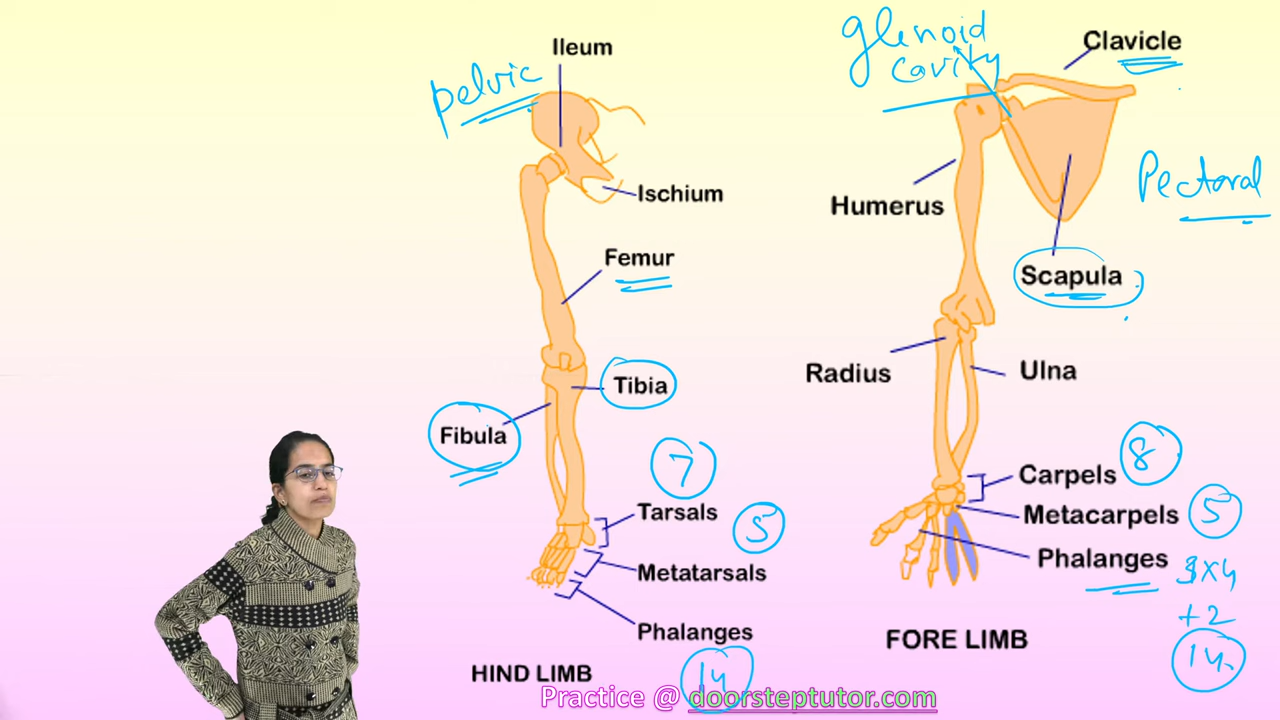 Ileum
pelvic
Ischium
Femur
Tibia
Fibula
7
Tarsals
5
Metatarsals
Phalanges
14
HIND LIMB
glenoid
cavity
Clavicle
Pectoral
Humerus
Scapula
Radius
Ulna
Carpels
8
Metacarpels
5
Phalanges
3x4
+2
14
FORE LIMB
Practice @ doorsteptutor.com